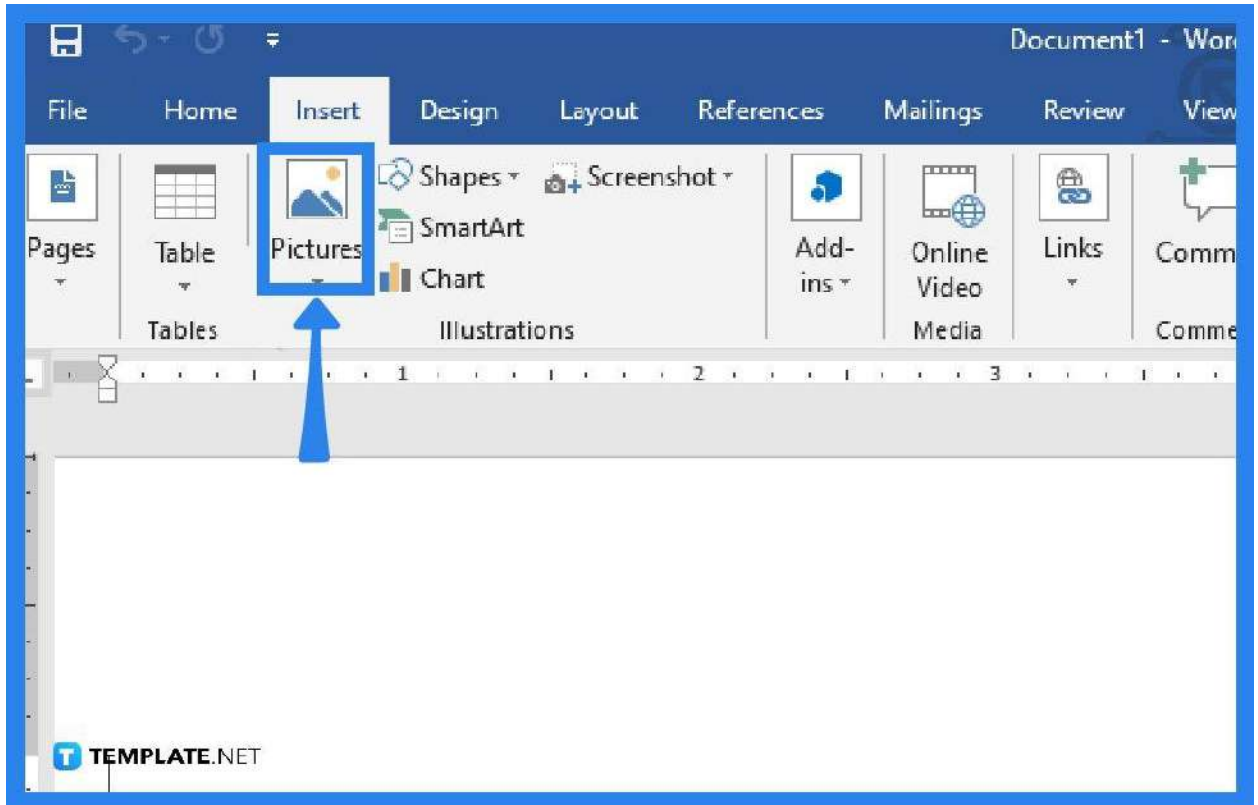 Document1 - Wor
File Home Insert Design Layout References Mailings Review View
Pages
Table
Pictures
Shapes
SmartArt
Chart
Screenshot
Add-
ins
Online
Video
Links
Comm
Tables Illustrations Media Comme
1 2 3
TEMPLATE.NET